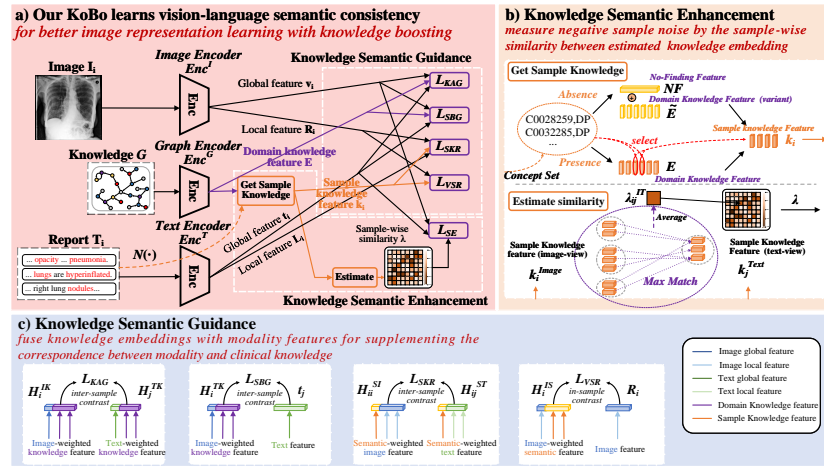 a) Our KoBo learns vision-language semantic consistency
for better image representation learning with knowledge boosting
Image Encoder
Enc^I
Image I_i
Enc
Global feature v_i
Local feature R_i
Knowledge Semantic Guidance
L_KAG
L_SBG
L_SKR
L_VSR
L_SE
Knowledge G
Graph Encoder
Enc_G
Enc
Domain knowledge
feature E
Get Sample
Knowledge
Sample
knowledge
feature k_i
Report T_i
... opacity ... pneumonia.
... lungs are hyperinflated.
... right lung nodules...
N(·)
Text Encoder
Enc^T
Enc
Global feature t_i
Local feature L_i
Sample-wise
similarity λ
Estimate
Knowledge Semantic Enhancement
b) Knowledge Semantic Enhancement
measure negative sample noise by the sample-wise
similarity between estimated knowledge embedding
Get Sample Knowledge
Absence
C0028259,DP
C0032285,DP
...
Presence
Concept Set
No-Finding Feature
NF
Domain Knowledge Feature (variant)
Ẽ
select
E
Domain Knowledge Feature
Sample knowledge Feature
k_i
Estimate similarity
λ_ij^IT
Average
λ
Sample Knowledge
feature (image-view)
k_i^Image
Max Match
Sample Knowledge
Feature (text-view)
k_j^Text
c) Knowledge Semantic Guidance
fuse knowledge embeddings with modality features for supplementing the
correspondence between modality and clinical knowledge
H_i^IK
L_KAG
inter-sample
contrast
H_j^TK
Image-weighted
knowledge feature
Text-weighted
knowledge feature
H_i^TK
L_SBG
inter-sample
contrast
t_j
Image-weighted
knowledge feature
Text feature
H_ii^SI
L_SKR
inter-sample
contrast
H_ij^ST
Semantic-weighted
image feature
Semantic-weighted
text feature
H_i^IS
L_VSR
in-sample
contrast
R_i
Image-weighted
semantic feature
Image feature
Image global feature
Image local feature
Text global feature
Text local feature
Domain Knowledge feature
Sample Knowledge feature